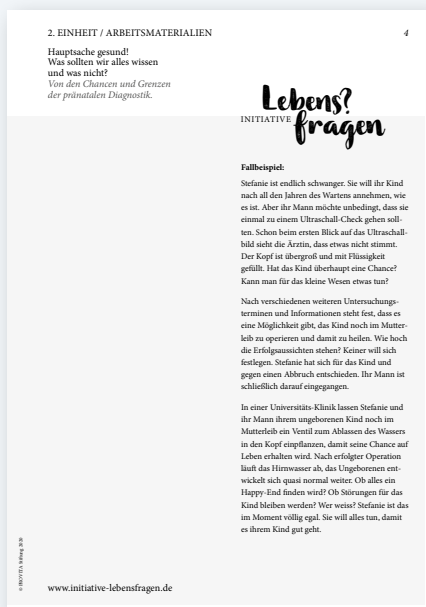 2. EINHEIT / ARBEITSMATERIALIEN
4
Hauptsache gesund!
Was sollten wir alles wissen
und was nicht?
Von den Chancen und Grenzen
der pränatalen Diagnostik.
Lebens?
INITIATIVE fragen
Fallbeispiel:
Stefanie ist endlich schwanger. Sie will ihr Kind
nach all den Jahren des Wartens annehmen, wie
es ist. Aber ihr Mann möchte unbedingt, dass sie
einmal zu einem Ultraschall-Check gehen soll-
ten. Schon beim ersten Blick auf das Ultraschall-
bild sieht die Ärztin, dass etwas nicht stimmt.
Der Kopf ist übergroß und mit Flüssigkeit
gefüllt. Hat das Kind überhaupt eine Chance?
Kann man für das kleine Wesen etwas tun?
Nach verschiedenen weiteren Untersuchungs-
terminen und Informationen steht fest, dass es
eine Möglichkeit gibt, das Kind noch im Mutter-
leib zu operieren und damit zu heilen. Wie hoch
die Erfolgsaussichten stehen? Keiner will sich
festlegen. Stefanie hat sich für das Kind und
gegen einen Abbruch entschieden. Ihr Mann ist
schließlich darauf eingegangen.
In einer Universitäts-Klinik lassen Stefanie und
ihr Mann ihrem ungeborenen Kind noch im
Mutterleib ein Ventil zum Ablassen des Wassers
in den Kopf einpflanzen, damit seine Chance auf
Leben erhalten wird. Nach erfolgter Operation
läuft das Hirnwasser ab, das Ungeborenen ent-
wickelt sich quasi normal weiter. Ob alles ein
Happy-End finden wird? Ob Störungen für das
Kind bleiben werden? Wer weiss? Stefanie ist das
im Moment völlig egal. Sie will alles tun, damit
es ihrem Kind gut geht.
© PROVITA Stiftung 2020
www.initiative-lebensfragen.de